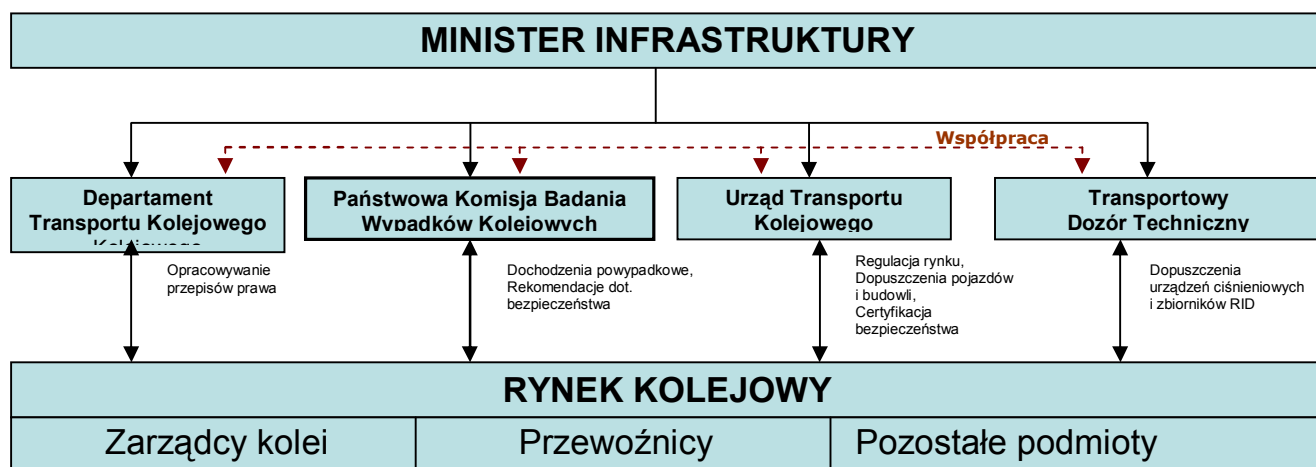 MINISTER INFRASTRUKTURY
Współpraca
Departament
Transportu Kolejowego
Kolejowego
Państwowa Komisja Badania
Wypadków Kolejowych
Urząd Transportu
Kolejowego
Transportowy
Dozór Techniczny
Opracowywanie
przepisów prawa
Dochodzenia powypadkowe,
Rekomendacje dot.
bezpieczeństwa
Regulacja rynku,
Dopuszczenia pojazdów
i budowli,
Certyfikacja
bezpieczeństwa
Dopuszczenia
urządzeń ciśnieniowych
i zbiorników RID
RYNEK KOLEJOWY
Zarządcy kolei
Przewoźnicy
Pozostałe podmioty